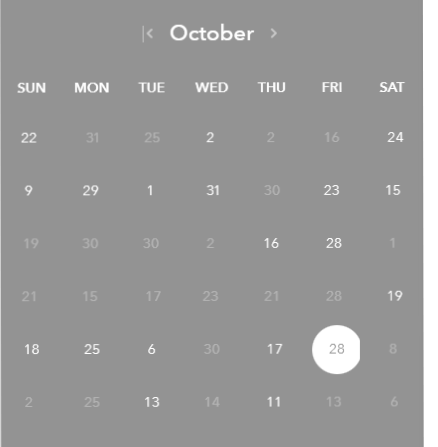 |‹ October ›
SUN MON TUE WED THU FRI SAT
22 31 25 2 2 16 24
9 29 1 31 30 23 15
19 30 30 2 16 28 1
21 15 17 23 21 28 19
18 25 6 30 17 28 8
2 25 13 14 11 13 6